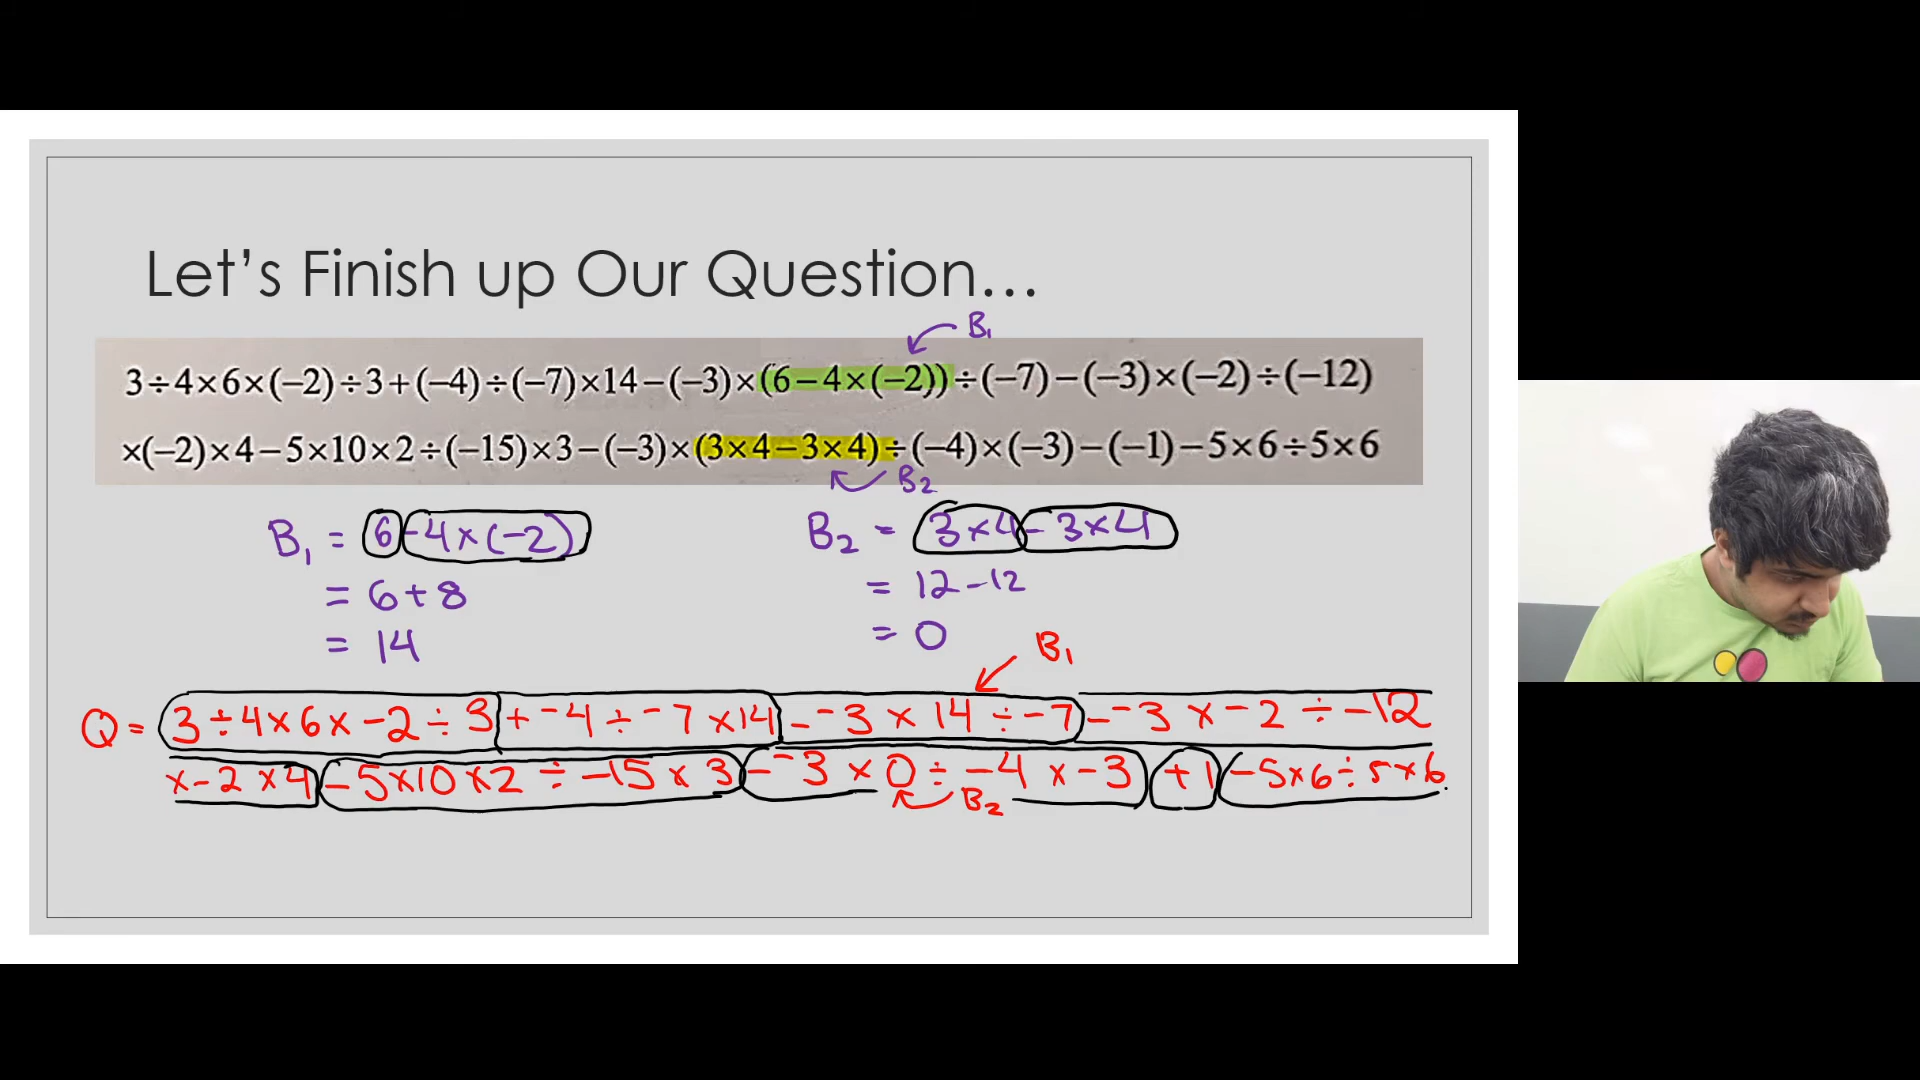 Let's Finish up Our Question…
B₁
3÷4×6×(−2)÷3+(−4)÷(−7)×14−(−3)×(6−4×(−2))÷(−7)−(−3)×(−2)÷(−12)
×(−2)×4−5×10×2÷(−15)×3−(−3)×(3×4−3×4)÷(−4)×(−3)−(−1)−5×6÷5×6
B₂
B₁ = 6−4×(−2)
= 6+8
= 14
B₂ = 3×4−3×4
= 12−12
= 0
B₁
Q = 3÷4×6×−2÷3+⁻4÷⁻7×14−⁻3×14÷−7−⁻3×−2÷−12
×−2×4−5×10×2÷−15×3−⁻3×0÷−4×−3+1−5×6÷5×6
B₂